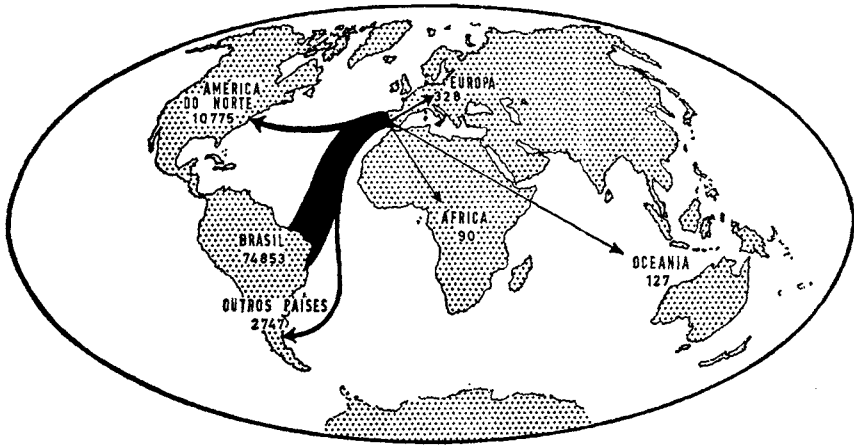 AMÉRICA
DO NORTE
10775
EUROPA
328
ÁFRICA
90
BRASIL
74853
OCEANIA
127
OUTROS PAÍSES
2747